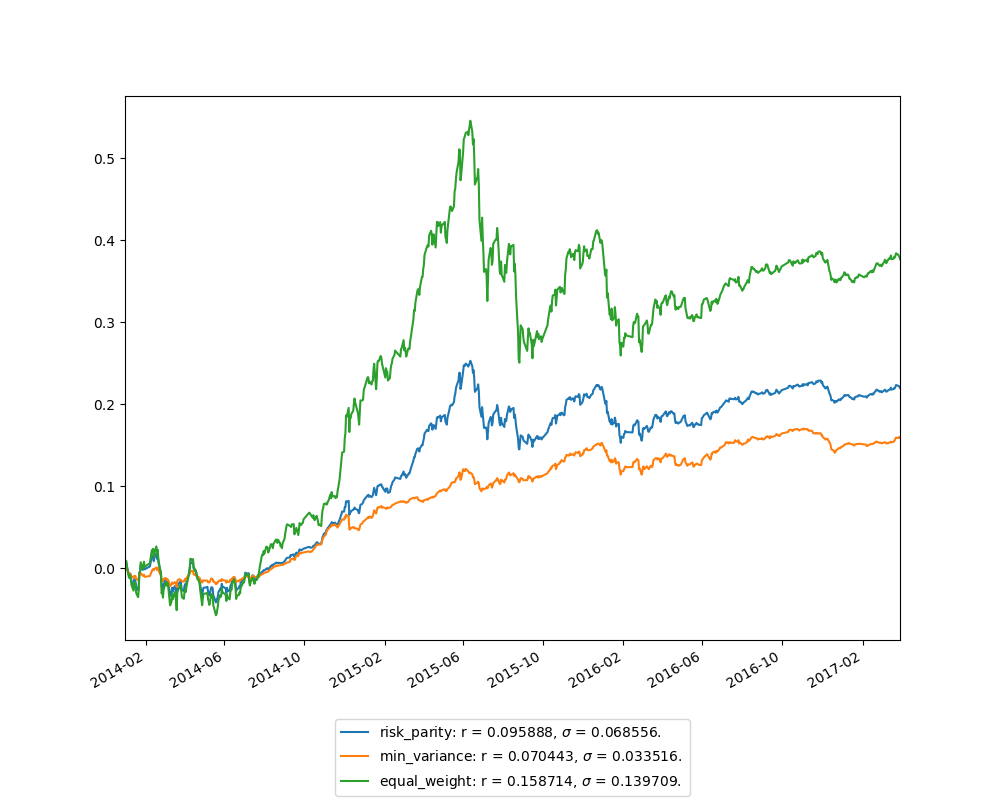 0.5
0.4
0.3
0.2
0.1
0.0
2014-02 2014-06 2014-10 2015-02 2015-06 2015-10 2016-02 2016-06 2016-10 2017-02
risk_parity: r = 0.095888, σ = 0.068556.
min_variance: r = 0.070443, σ = 0.033516.
equal_weight: r = 0.158714, σ = 0.139709.